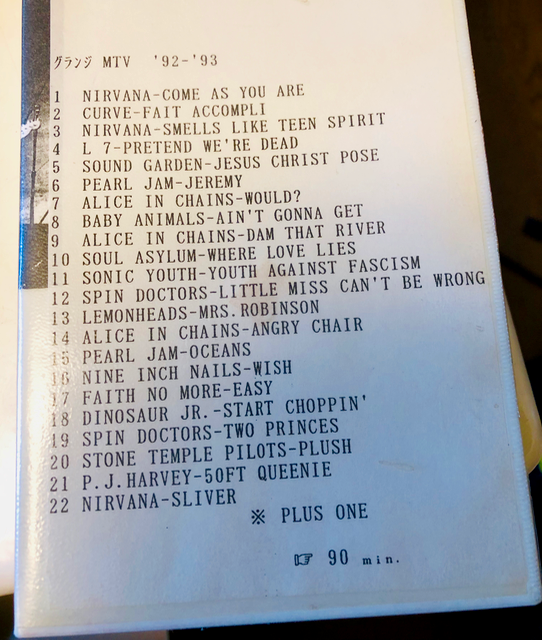 グランジ MTV '92-'93
1 NIRVANA-COME AS YOU ARE
2 CURVE-FAIT ACCOMPLI
3 NIRVANA-SMELLS LIKE TEEN SPIRIT
4 L 7-PRETEND WE'RE DEAD
5 SOUND GARDEN-JESUS CHRIST POSE
6 PEARL JAM-JEREMY
7 ALICE IN CHAINS-WOULD?
8 BABY ANIMALS-AIN'T GONNA GET
9 ALICE IN CHAINS-DAM THAT RIVER
10 SOUL ASYLUM-WHERE LOVE LIES
11 SONIC YOUTH-YOUTH AGAINST FASCISM
12 SPIN DOCTORS-LITTLE MISS CAN'T BE WRONG
13 LEMONHEADS-MRS.ROBINSON
14 ALICE IN CHAINS-ANGRY CHAIR
15 PEARL JAM-OCEANS
16 NINE INCH NAILS-WISH
17 FAITH NO MORE-EASY
18 DINOSAUR JR.-START CHOPPIN'
19 SPIN DOCTORS-TWO PRINCES
20 STONE TEMPLE PILOTS-PLUSH
21 P.J.HARVEY-50FT QUEENIE
22 NIRVANA-SLIVER
※ PLUS ONE
☞ 90 min.